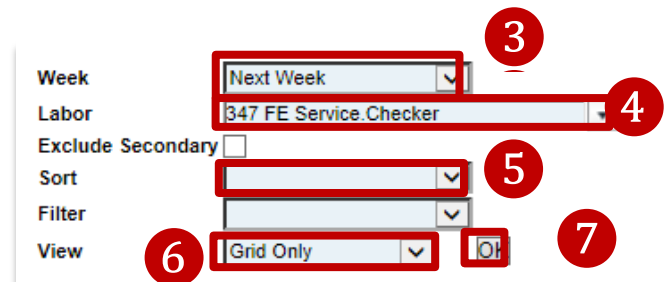 3
Week Next Week
Labor 347 FE Service.Checker 4
Exclude Secondary
Sort 5
Filter
View 6 Grid Only OK 7